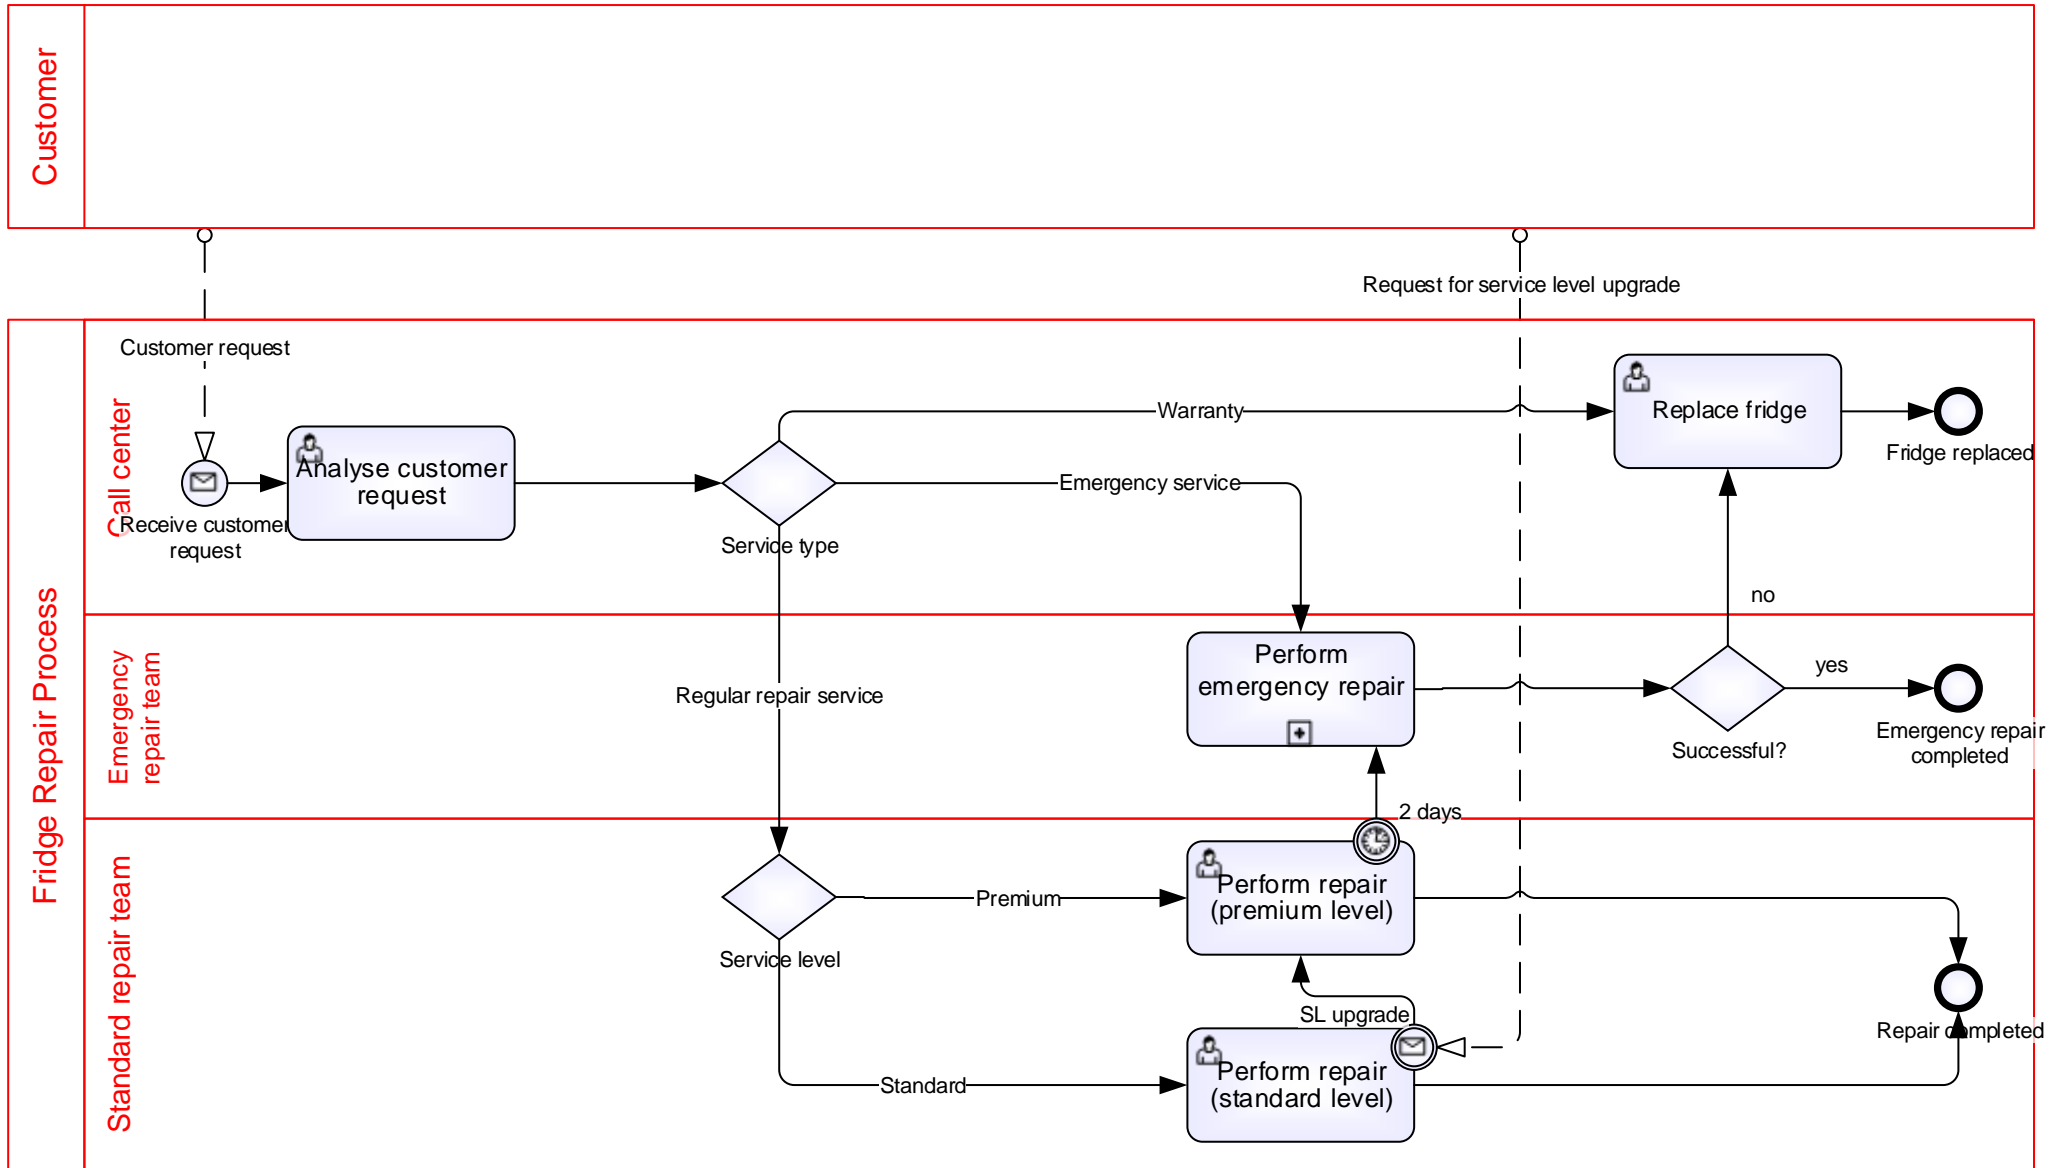 Customer
Request for service level upgrade
Fridge Repair Process
Call center
Customer request
Receive customer
request
Analyse customer
request
Service type
Warranty
Emergency service
Replace fridge
Fridge replaced
no
Emergency
repair team
Regular repair service
Perform
emergency repair
Successful?
yes
Emergency repair
completed
2 days
Standard repair team
Service level
Premium
Perform repair
(premium level)
SL upgrade
Standard
Perform repair
(standard level)
Repair completed